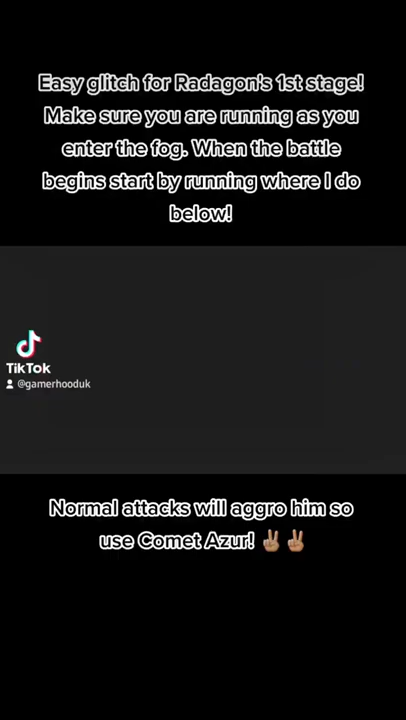 Easy glitch for Radagon's 1st stage!
Make sure you are running as you
enter the fog. When the battle
begins start by running where I do
below!
TikTok
@gamerhooduk
Normal attacks will aggro him so
use Comet Azur! ✌🏽✌🏽